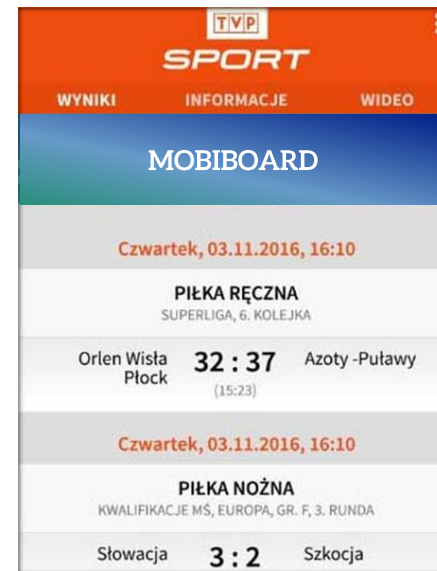 TVP
SPORT
WYNIKI INFORMACJE WIDEO
MOBIBOARD
Czwartek, 03.11.2016, 16:10
PIŁKA RĘCZNA
SUPERLIGA, 6. KOLEJKA
Orlen Wisła
Płock 32 : 37 Azoty -Puławy
(15:23)
Czwartek, 03.11.2016, 16:10
PIŁKA NOŻNA
KWALIFIKACJE MŚ, EUROPA, GR. F, 3. RUNDA
Słowacja 3 : 2 Szkocja